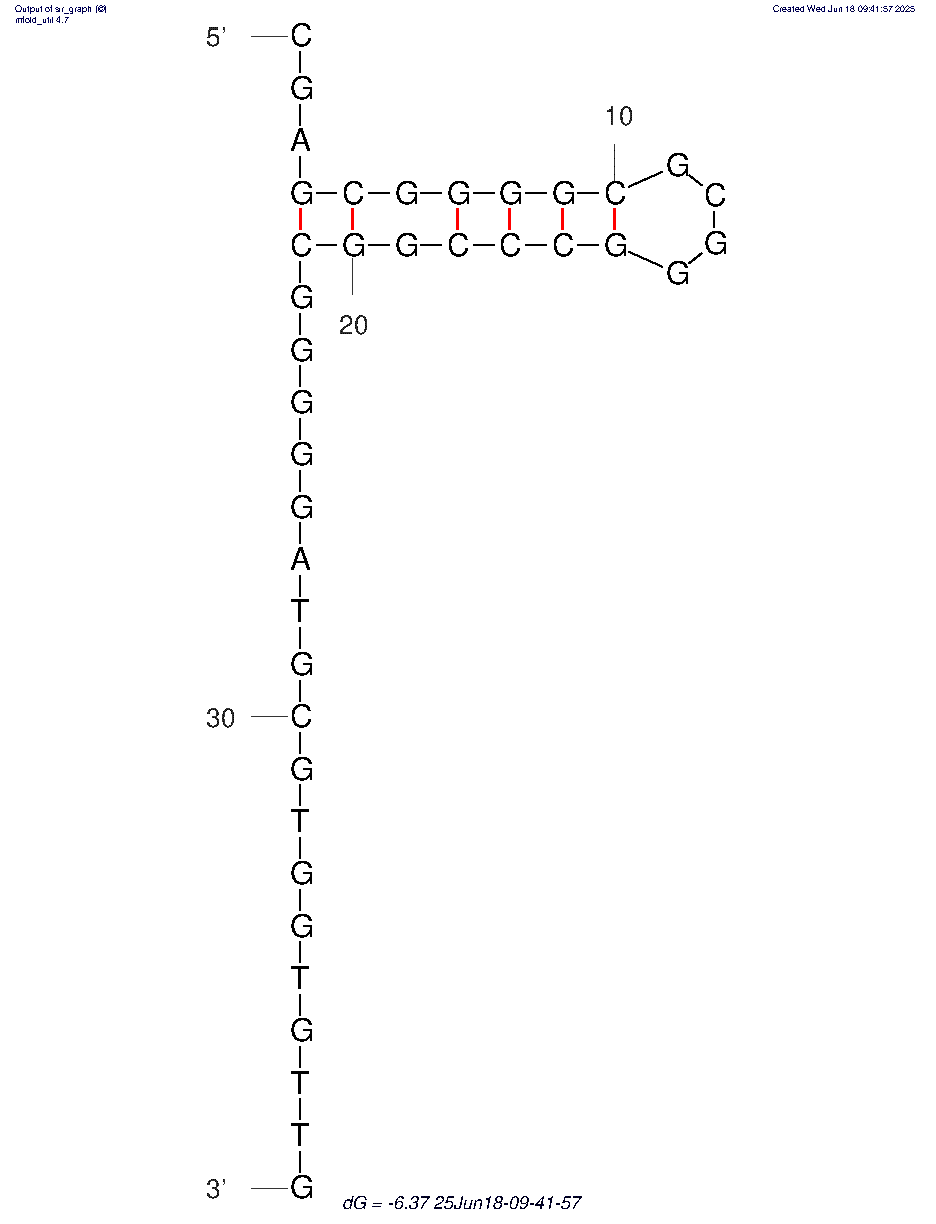 Output of sir_graph (©)
mfold_util 4.7
Created Wed Jun 18 09:41:57 2025
5' C
G
A
10
G C G G G G C G C
C G G C C C G G G
20
G
G
G
G
G
A
T
G
30 C
G
T
G
G
T
G
T
T
3' G
dG = -6.37 25Jun18-09-41-57